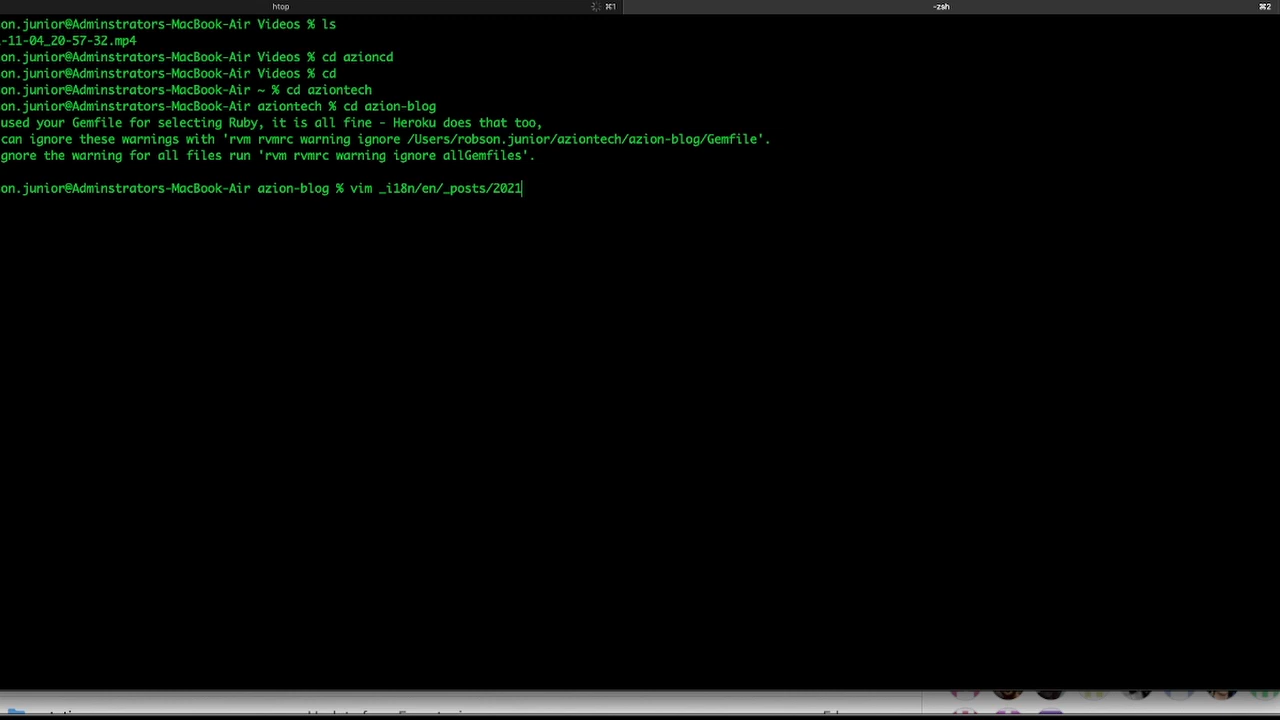 htop ⌘1 -zsh ⌘2
on.junior@Adminstrators-MacBook-Air Videos % ls
-11-04_20-57-32.mp4
on.junior@Adminstrators-MacBook-Air Videos % cd azioncd
on.junior@Adminstrators-MacBook-Air Videos % cd
on.junior@Adminstrators-MacBook-Air ~ % cd aziontech
on.junior@Adminstrators-MacBook-Air aziontech % cd azion-blog
used your Gemfile for selecting Ruby, it is all fine - Heroku does that too,
can ignore these warnings with 'rvm rvmrc warning ignore /Users/robson.junior/aziontech/azion-blog/Gemfile'.
gnore the warning for all files run 'rvm rvmrc warning ignore allGemfiles'.
on.junior@Adminstrators-MacBook-Air azion-blog % vim _i18n/en/_posts/2021